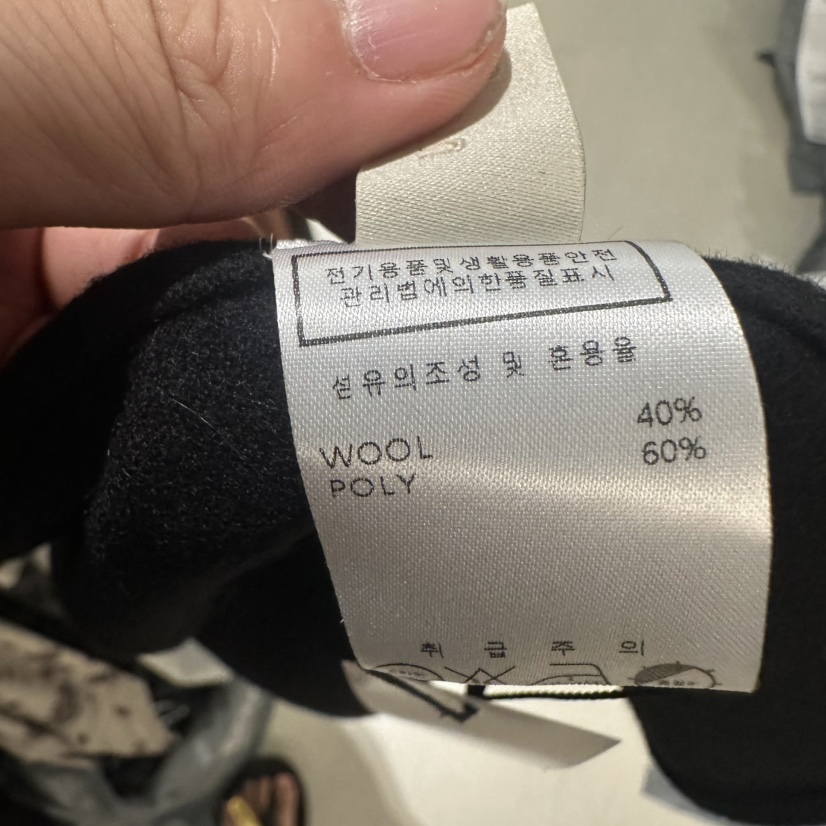 전기용품및생활용품안전
관리법에의한품질표시
섬유의조성 및 혼용율
WOOL 40%
POLY 60%
취 급 주 의